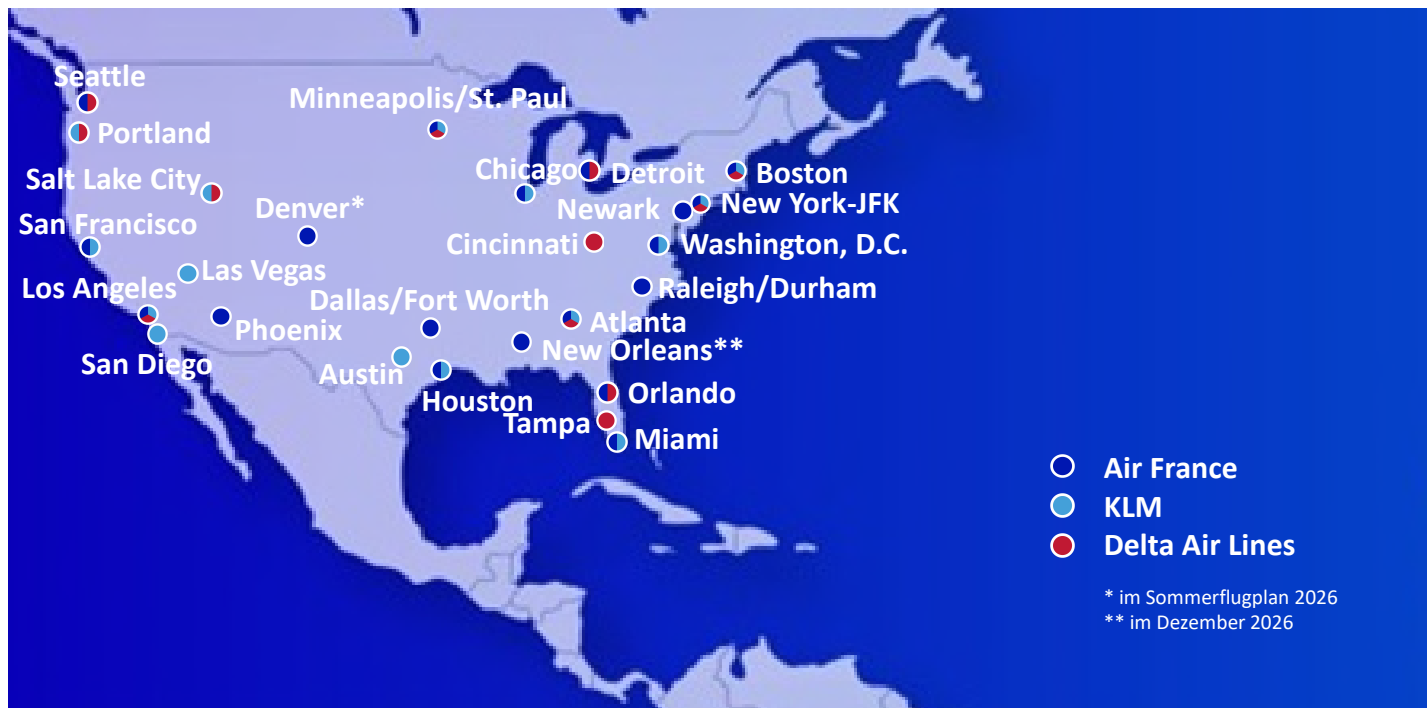 Seattle
Minneapolis/St. Paul
Portland
Chicago
Detroit
Boston
Salt Lake City
Denver*
Newark
New York-JFK
San Francisco
Cincinnati
Washington, D.C.
Las Vegas
Los Angeles
Raleigh/Durham
Dallas/Fort Worth
Phoenix
Atlanta
New Orleans**
San Diego
Austin
Houston
Orlando
Tampa
Miami
Air France
KLM
Delta Air Lines
* im Sommerflugplan 2026
** im Dezember 2026